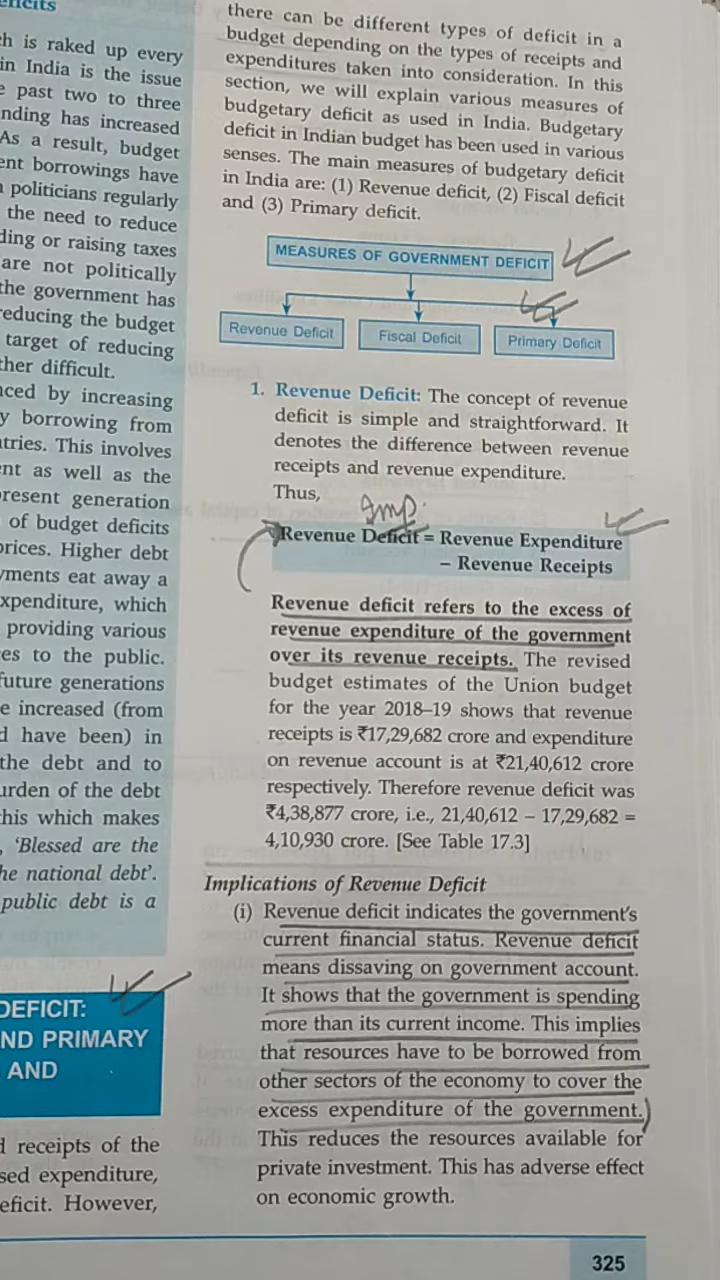 eficits
ch is raked up every
in India is the issue
e past two to three
nding has increased
As a result, budget
ent borrowings have
politicians regularly
the need to reduce
ding or raising taxes
are not politically
the government has
reducing the budget
target of reducing
ther difficult.
nced by increasing
y borrowing from
ntries. This involves
ent as well as the
present generation
of budget deficits
prices. Higher debt
yments eat away a
expenditure, which
providing various
es to the public.
future generations
e increased (from
d have been) in
the debt and to
urden of the debt
this which makes
, 'Blessed are the
he national debt'.
public debt is a
DEFICIT:
ND PRIMARY
AND
d receipts of the
sed expenditure,
eficit. However,
there can be different types of deficit in a
budget depending on the types of receipts and
expenditures taken into consideration. In this
section, we will explain various measures of
budgetary deficit as used in India. Budgetary
deficit in Indian budget has been used in various
senses. The main measures of budgetary deficit
in India are: (1) Revenue deficit, (2) Fiscal deficit
and (3) Primary deficit.
MEASURES OF GOVERNMENT DEFICIT
Revenue Deficit Fiscal Deficit Primary Deficit
1. Revenue Deficit: The concept of revenue
deficit is simple and straightforward. It
denotes the difference between revenue
receipts and revenue expenditure.
Thus,
Imp.
Revenue Deficit = Revenue Expenditure
– Revenue Receipts
Revenue deficit refers to the excess of
revenue expenditure of the government
over its revenue receipts. The revised
budget estimates of the Union budget
for the year 2018–19 shows that revenue
receipts is ₹17,29,682 crore and expenditure
on revenue account is at ₹21,40,612 crore
respectively. Therefore revenue deficit was
₹4,38,877 crore, i.e., 21,40,612 – 17,29,682 =
4,10,930 crore. [See Table 17.3]
Implications of Revenue Deficit
(i) Revenue deficit indicates the government's
current financial status. Revenue deficit
means dissaving on government account.
It shows that the government is spending
more than its current income. This implies
that resources have to be borrowed from
other sectors of the economy to cover the
excess expenditure of the government.)
This reduces the resources available for
private investment. This has adverse effect
on economic growth.
325